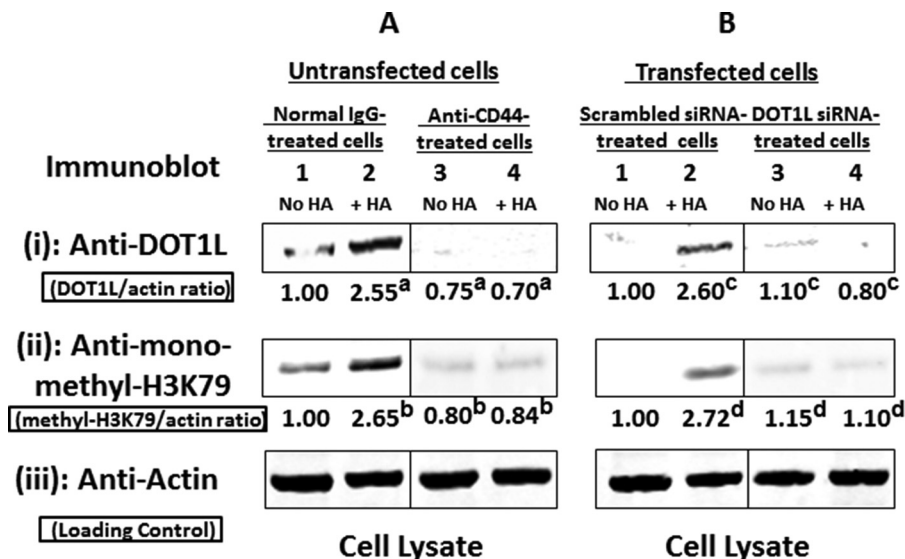 A B
Untransfected cells Transfected cells
Normal IgG- Anti-CD44- Scrambled siRNA- DOT1L siRNA-
treated cells treated cells treated cells treated cells
Immunoblot 1 2 3 4 1 2 3 4
No HA + HA No HA + HA No HA + HA No HA + HA
(i): Anti-DOT1L
(DOT1L/actin ratio) 1.00 2.55a 0.75a 0.70a 1.00 2.60c 1.10c 0.80c
(ii): Anti-mono-
methyl-H3K79
(methyl-H3K79/actin ratio) 1.00 2.65b 0.80b 0.84b 1.00 2.72d 1.15d 1.10d
(iii): Anti-Actin
(Loading Control)
Cell Lysate Cell Lysate